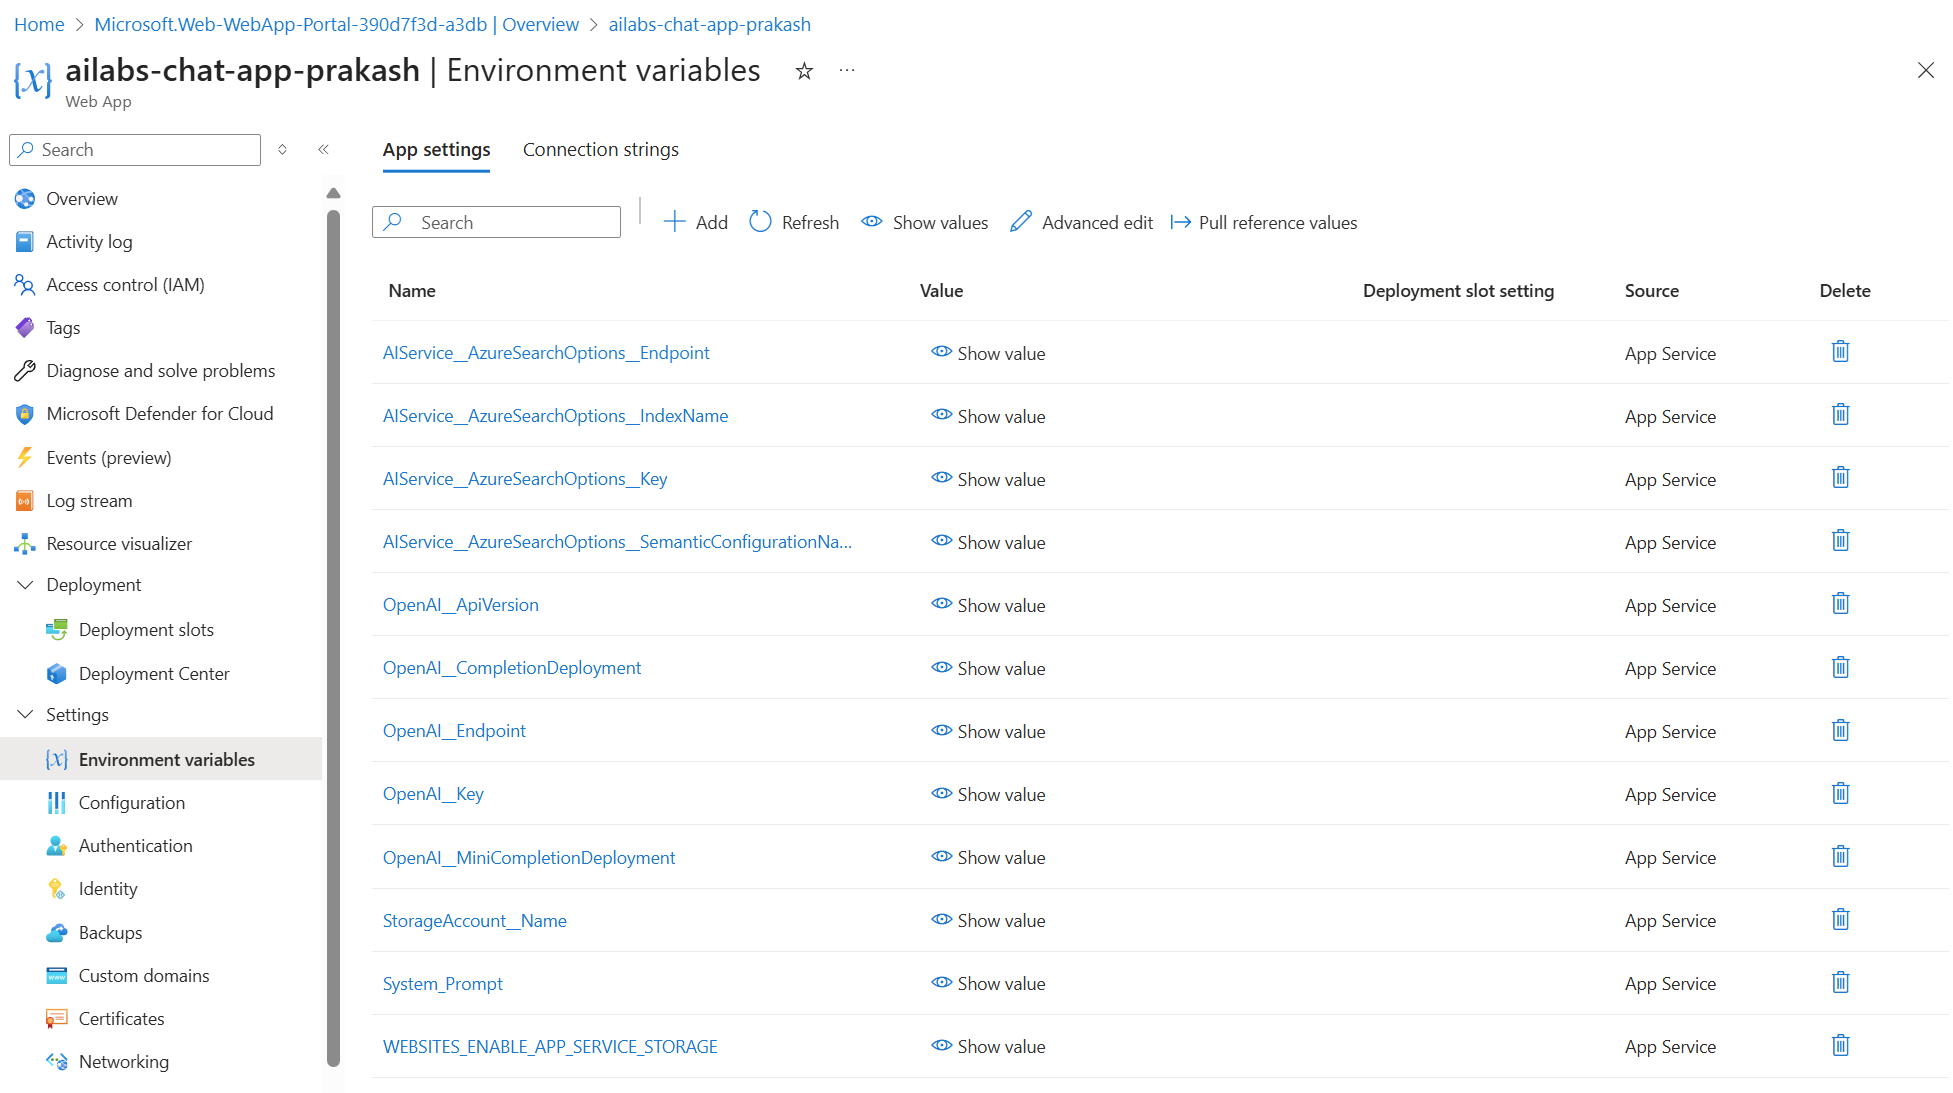 Home > Microsoft.Web-WebApp-Portal-390d7f3d-a3db | Overview > ailabs-chat-app-prakash
ailabs-chat-app-prakash | Environment variables
Web App
Search
Overview
Activity log
Access control (IAM)
Tags
Diagnose and solve problems
Microsoft Defender for Cloud
Events (preview)
Log stream
Resource visualizer
Deployment
Deployment slots
Deployment Center
Settings
Environment variables
Configuration
Authentication
Identity
Backups
Custom domains
Certificates
Networking
App settings Connection strings
Search Add Refresh Show values Advanced edit Pull reference values
Name Value Deployment slot setting Source Delete
AIService__AzureSearchOptions__Endpoint Show value App Service
AIService__AzureSearchOptions__IndexName Show value App Service
AIService__AzureSearchOptions__Key Show value App Service
AIService__AzureSearchOptions__SemanticConfigurationNa... Show value App Service
OpenAI__ApiVersion Show value App Service
OpenAI__CompletionDeployment Show value App Service
OpenAI__Endpoint Show value App Service
OpenAI__Key Show value App Service
OpenAI__MiniCompletionDeployment Show value App Service
StorageAccount__Name Show value App Service
System_Prompt Show value App Service
WEBSITES_ENABLE_APP_SERVICE_STORAGE Show value App Service